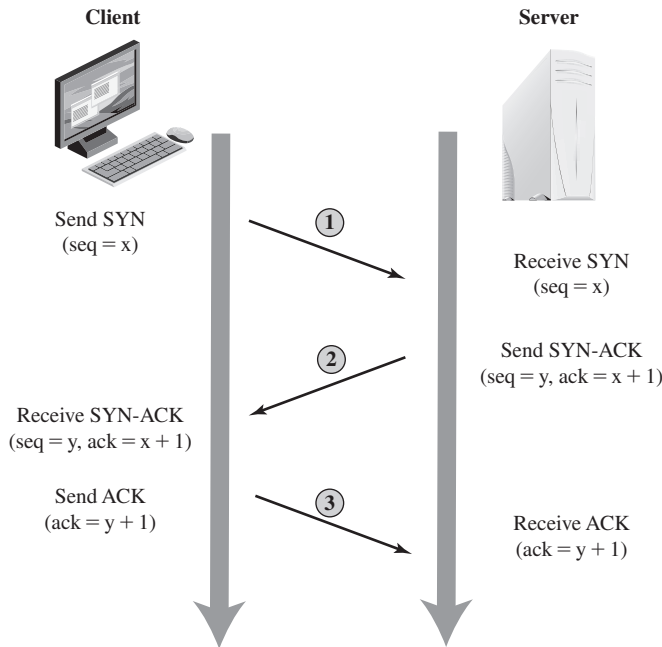 Client
Server
Send SYN
(seq = x)
1
Receive SYN
(seq = x)
2
Send SYN-ACK
(seq = y, ack = x + 1)
Receive SYN-ACK
(seq = y, ack = x + 1)
Send ACK
(ack = y + 1)
3
Receive ACK
(ack = y + 1)